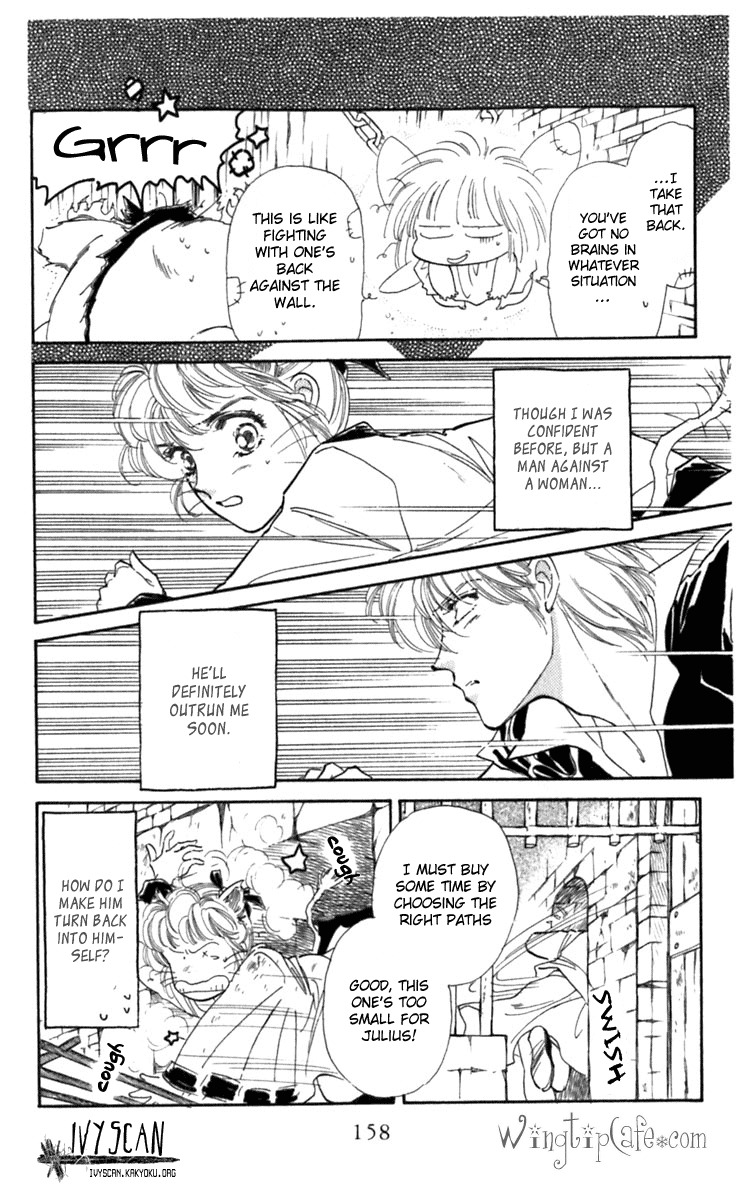 ...I
TAKE
THAT
BACK.
YOU'VE
GOT NO
BRAINS IN
WHATEVER
SITUATION
...
THIS IS LIKE
FIGHTING
WITH ONE'S
BACK
AGAINST
THE WALL.
Grrr
THOUGH I WAS
CONFIDENT
BEFORE, BUT A
MAN AGAINST
A WOMAN...
HE'LL
DEFINITELY
OUTRUN ME
SOON.
I MUST BUY
SOME TIME BY
CHOOSING THE
RIGHT PATHS
GOOD, THIS
ONE'S TOO
SMALL FOR
JULIUS!
SWISH
cough
HOW DO I
MAKE HIM
TURN BACK
INTO HIM-
SELF?
cough
IVYSCAN
IVYSCAN.KAKYOKU.ORG
158
WingtipCafe.com